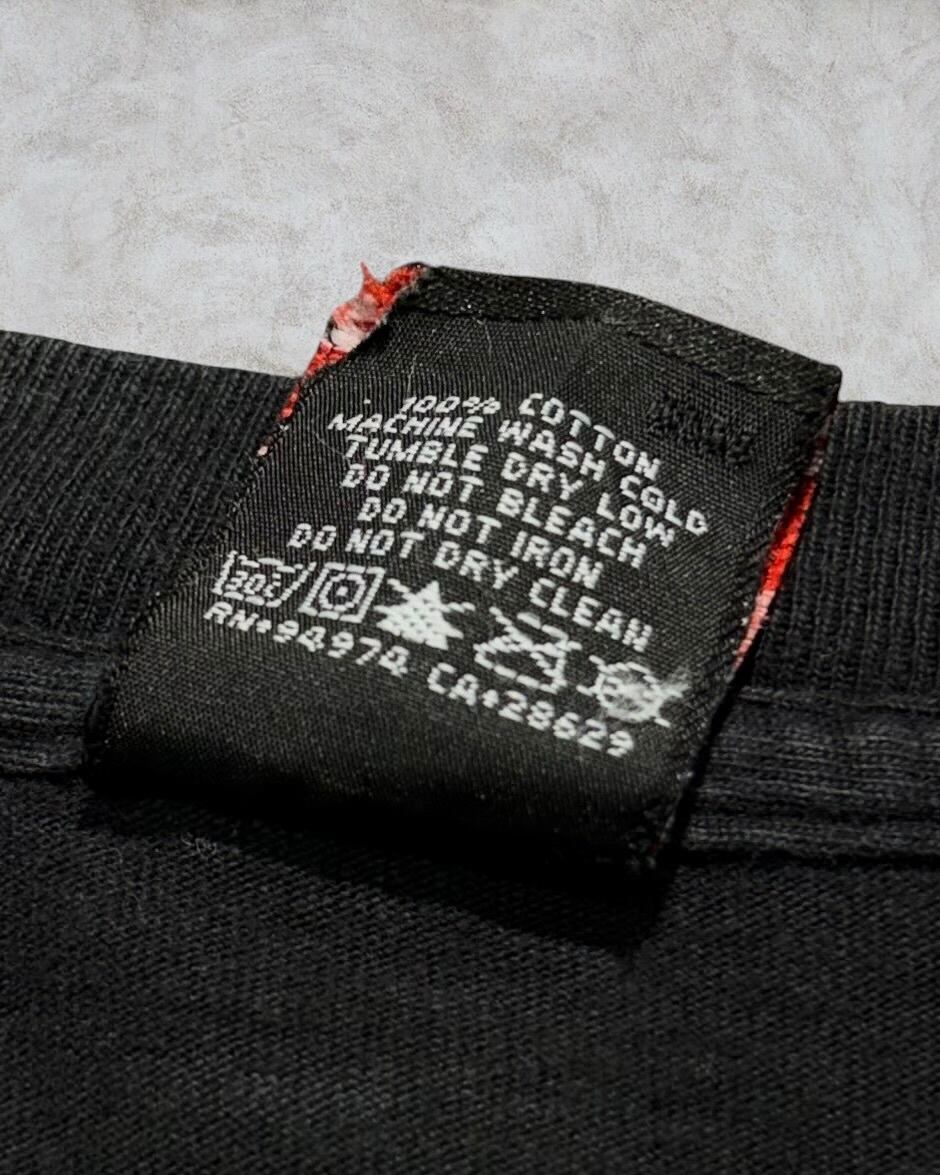 100% COTTON
MACHINE WASH COLD
TUMBLE DRY LOW
DO NOT BLEACH
DO NOT IRON
DO NOT DRY CLEAN
30c
RN#94974 CA#28629